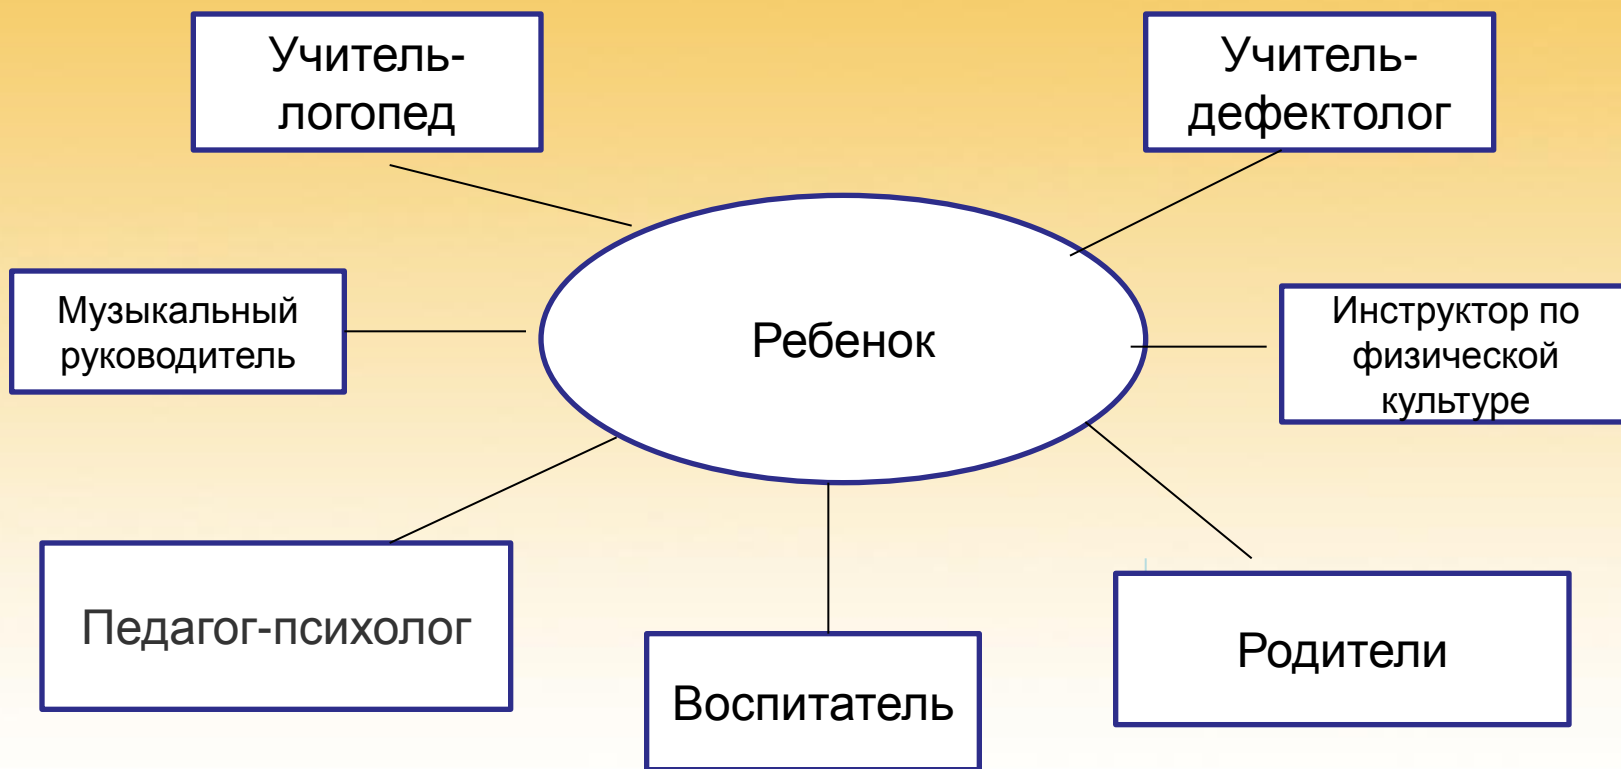 Учитель-
логопед
Учитель-
дефектолог
Музыкальный
руководитель
Ребенок
Инструктор по
физической
культуре
Педагог-психолог
Воспитатель
Родители